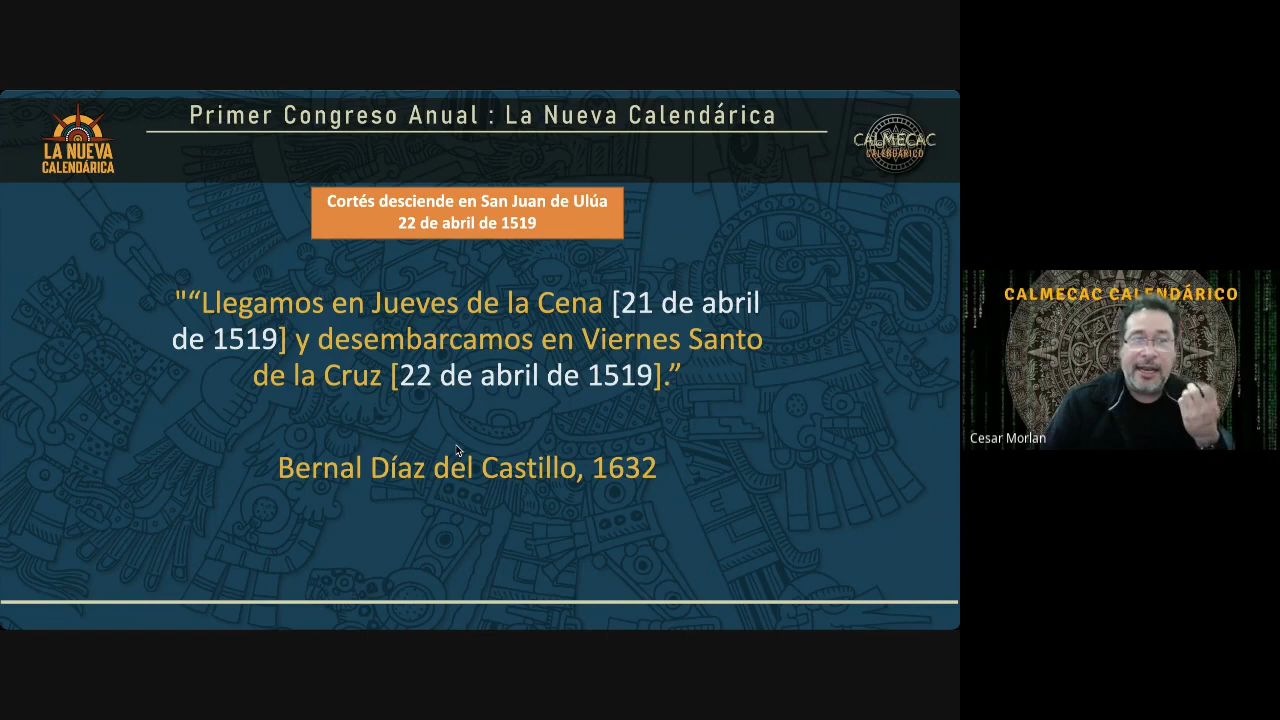 Primer Congreso Anual : La Nueva Calendárica
LA NUEVA
CALENDÁRICA
CALMECAC
CALENDÁRICO
Cortés desciende en San Juan de Ulúa
22 de abril de 1519
"“Llegamos en Jueves de la Cena [21 de abril
de 1519] y desembarcamos en Viernes Santo
de la Cruz [22 de abril de 1519].”
Bernal Díaz del Castillo, 1632
CALMECAC CALENDÁRICO
Cesar Morlan